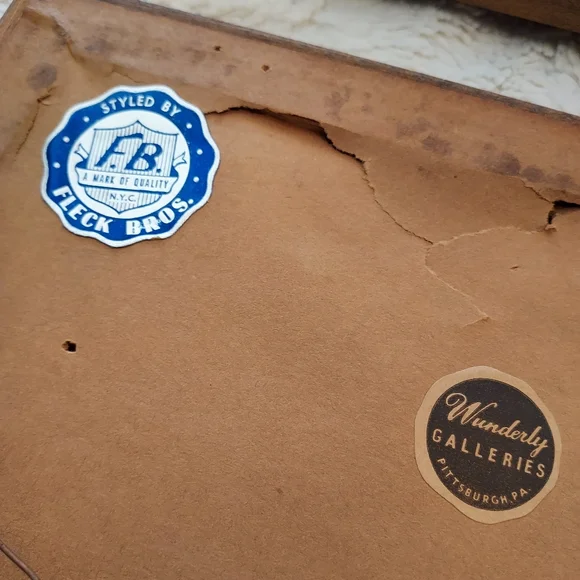 STYLED BY
F.B.
A MARK OF QUALITY
N.Y.C.
FLECK BROS.
Wunderly
GALLERIES
PITTSBURGH, PA.